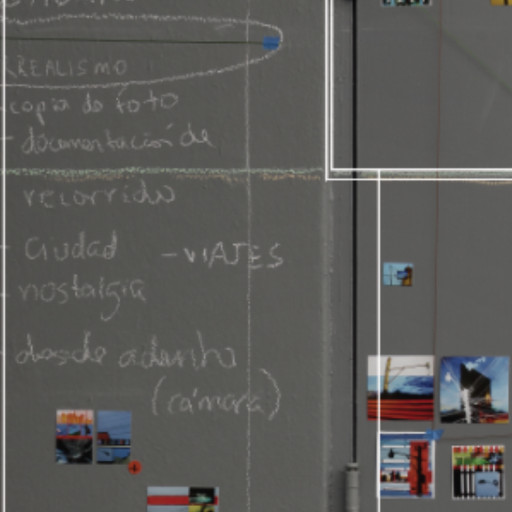 REALISMO
copia de foto
- documentación de
recorrido
- ciudad - VIAJES
- nostalgia
desde adentro
(cámara)